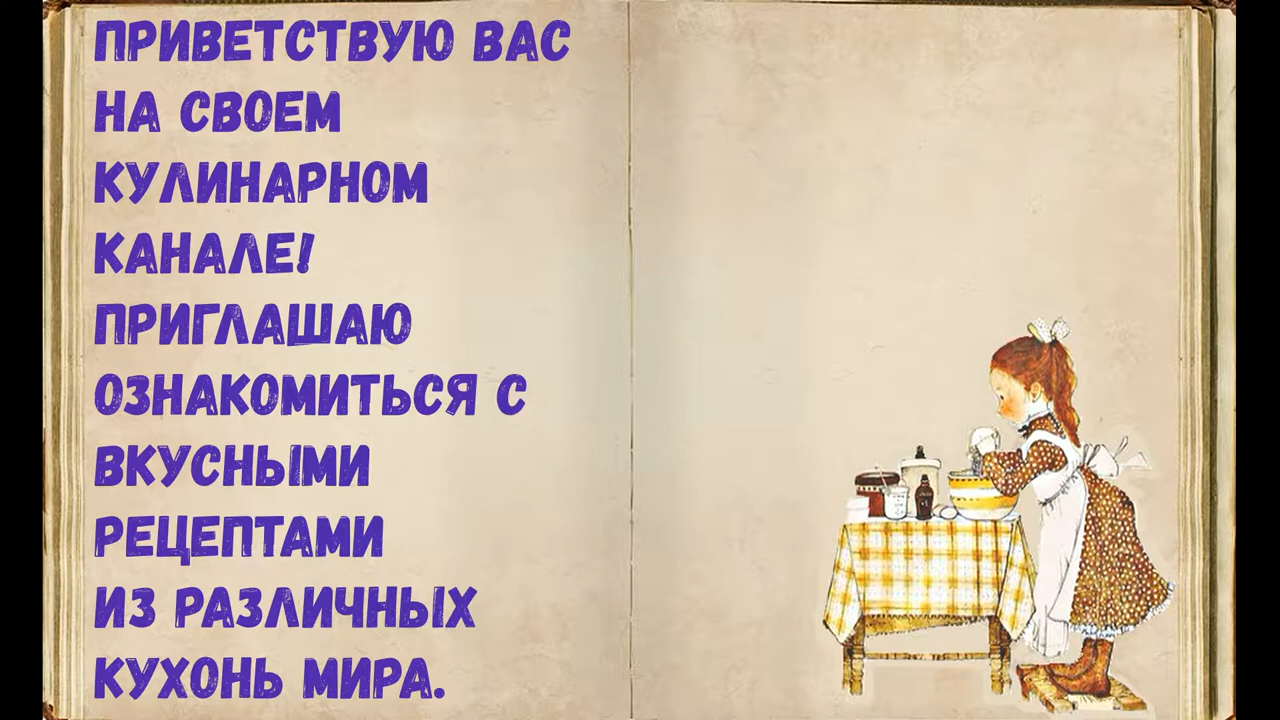 ПРИВЕТСТВУЮ ВАС
НА СВОЕМ
КУЛИНАРНОМ
КАНАЛЕ!
ПРИГЛАШАЮ
ОЗНАКОМИТЬСЯ С
ВКУСНЫМИ
РЕЦЕПТАМИ
ИЗ РАЗЛИЧНЫХ
КУХОНЬ МИРА.